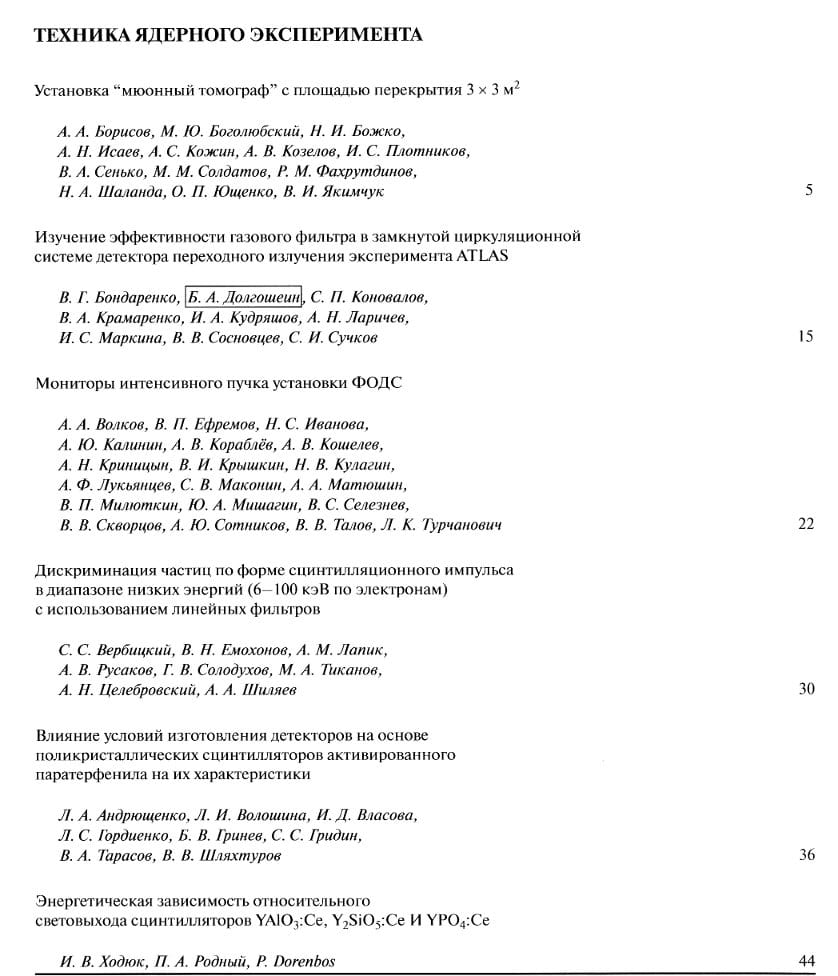 ТЕХНИКА ЯДЕРНОГО ЭКСПЕРИМЕНТА
Установка “мюонный томограф” с площадью перекрытия 3 × 3 м²
А. А. Борисов, М. Ю. Боголюбский, Н. И. Божко,
А. Н. Исаев, А. С. Кожин, А. В. Козелов, И. С. Плотников,
В. А. Сенько, М. М. Солдатов, Р. М. Фахрутдинов,
Н. А. Шаланда, О. П. Ющенко, В. И. Якимчук 5
Изучение эффективности газового фильтра в замкнутой циркуляционной
системе детектора переходного излучения эксперимента ATLAS
В. Г. Бондаренко, Б. А. Долгошеин, С. П. Коновалов,
В. А. Крамаренко, И. А. Кудряшов, А. Н. Ларичев,
И. С. Маркина, В. В. Сосновцев, С. И. Сучков 15
Мониторы интенсивного пучка установки ФОДС
А. А. Волков, В. П. Ефремов, Н. С. Иванова,
А. Ю. Калинин, А. В. Кораблёв, А. В. Кошелев,
А. Н. Криницын, В. И. Крышкин, Н. В. Кулагин,
А. Ф. Лукьянцев, С. В. Маконин, А. А. Матюшин,
В. П. Милюткин, Ю. А. Мишагин, В. С. Селезнев,
В. В. Скворцов, А. Ю. Сотников, В. В. Талов, Л. К. Турчанович 22
Дискриминация частиц по форме сцинтилляционного импульса
в диапазоне низких энергий (6–100 кэВ по электронам)
с использованием линейных фильтров
С. С. Вербицкий, В. Н. Емохонов, А. М. Лапик,
А. В. Русаков, Г. В. Солодухов, М. А. Тиканов,
А. Н. Целебровский, А. А. Шиляев 30
Влияние условий изготовления детекторов на основе
поликристаллических сцинтилляторов активированного
паратерфенила на их характеристики
Л. А. Андрющенко, Л. И. Волошина, И. Д. Власова,
Л. С. Гордиенко, Б. В. Гринев, С. С. Гридин,
В. А. Тарасов, В. В. Шляхтуров 36
Энергетическая зависимость относительного
световыхода сцинтилляторов YAlO₃:Ce, Y₂SiO₅:Ce И YPO₄:Ce
И. В. Ходюк, П. А. Родный, P. Dorenbos 44